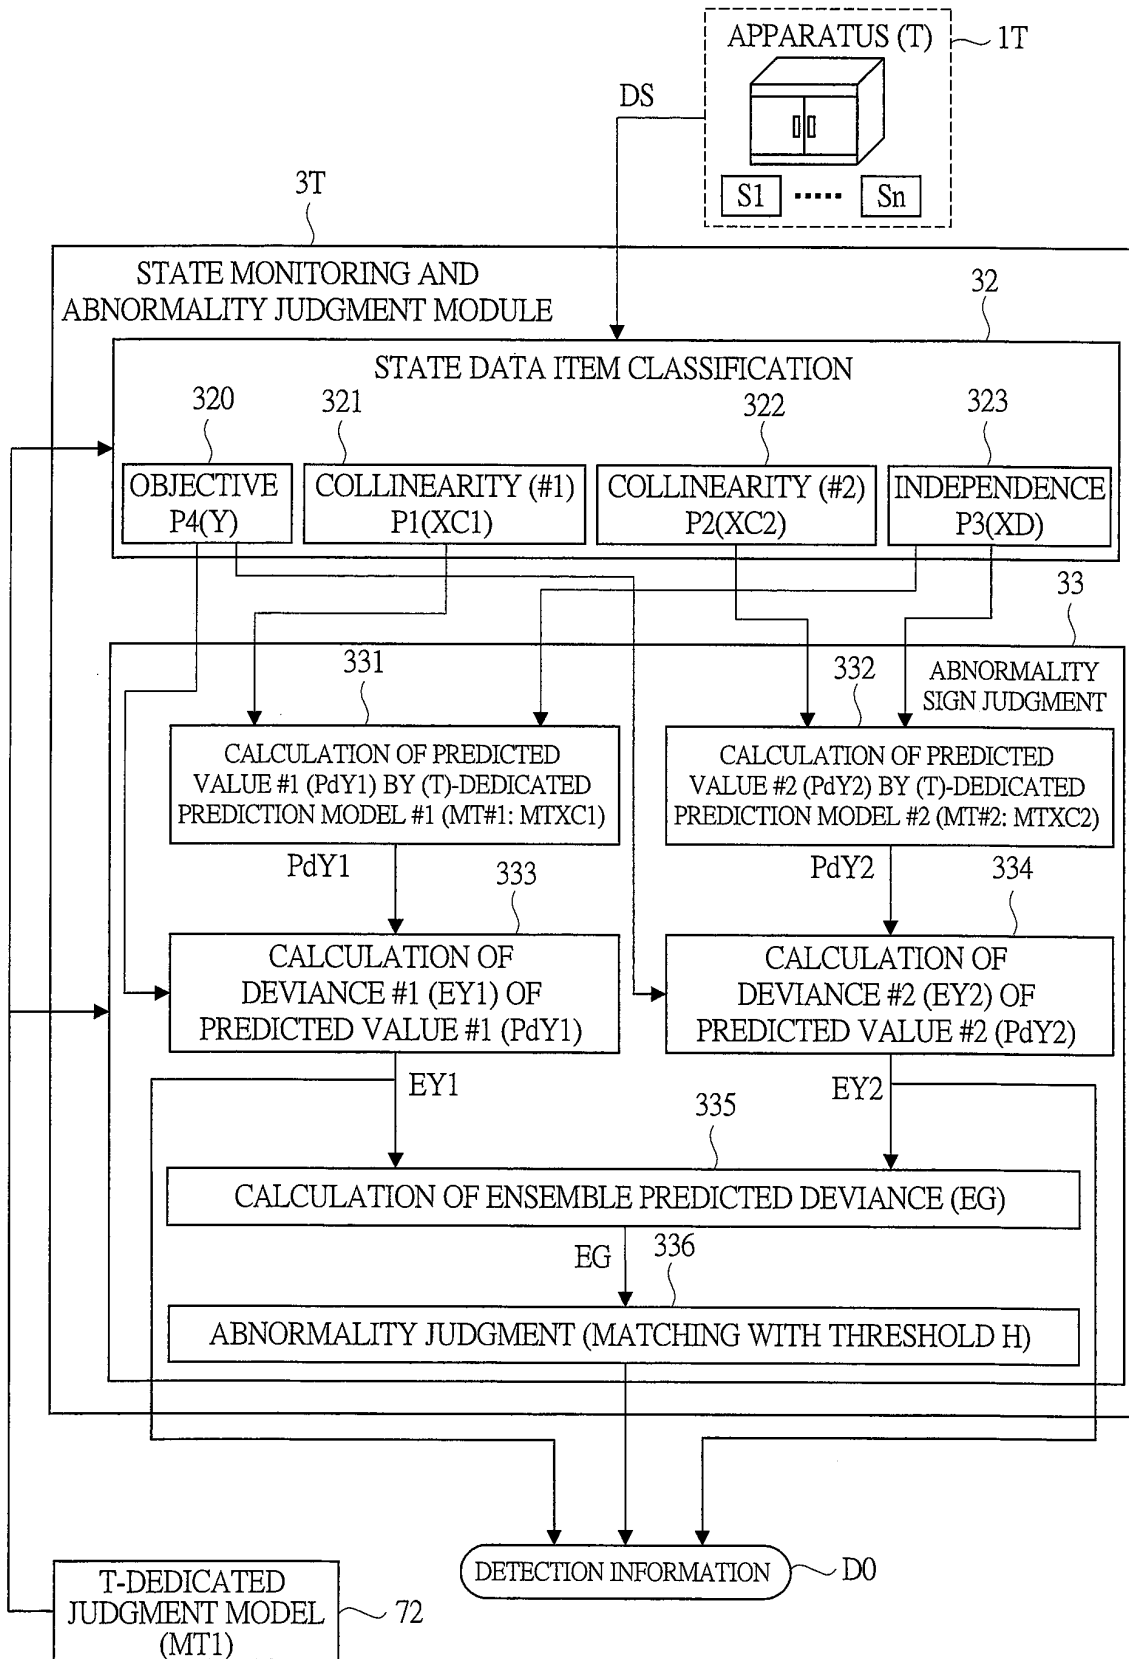 APPARATUS (T)
1T
DS
S1
Sn
3T
STATE MONITORING AND
ABNORMALITY JUDGMENT MODULE
32
STATE DATA ITEM CLASSIFICATION
320
321
322
323
OBJECTIVE
P4(Y)
COLLINEARITY (#1)
P1(XC1)
COLLINEARITY (#2)
P2(XC2)
INDEPENDENCE
P3(XD)
33
ABNORMALITY
SIGN JUDGMENT
331
332
CALCULATION OF PREDICTED
VALUE #1 (PdY1) BY (T)-DEDICATED
PREDICTION MODEL #1 (MT#1: MTXC1)
CALCULATION OF PREDICTED
VALUE #2 (PdY2) BY (T)-DEDICATED
PREDICTION MODEL #2 (MT#2: MTXC2)
PdY1
333
PdY2
334
CALCULATION OF
DEVIANCE #1 (EY1) OF
PREDICTED VALUE #1 (PdY1)
CALCULATION OF
DEVIANCE #2 (EY2) OF
PREDICTED VALUE #2 (PdY2)
EY1
EY2
335
CALCULATION OF ENSEMBLE PREDICTED DEVIANCE (EG)
EG
336
ABNORMALITY JUDGMENT (MATCHING WITH THRESHOLD H)
DETECTION INFORMATION
D0
T-DEDICATED
JUDGMENT MODEL
(MT1)
72